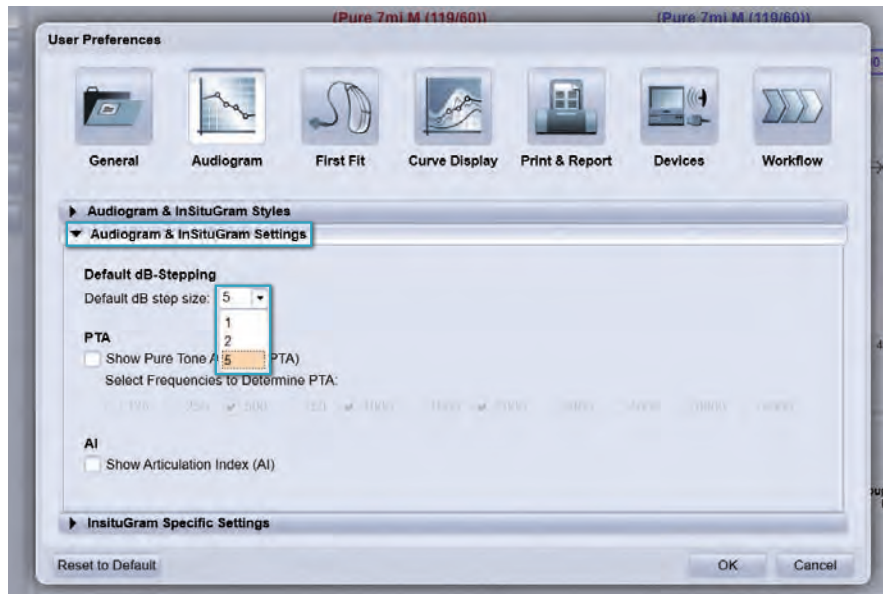 (Pure 7mi M (119/60)) (Pure 7mi M (119/60))
User Preferences
General Audiogram First Fit Curve Display Print & Report Devices Workflow
Audiogram & InSituGram Styles
Audiogram & InSituGram Settings
Default dB-Stepping
Default dB step size: 5
1
2
5
PTA
Show Pure Tone A PTA)
Select Frequencies to Determine PTA:
250 500 1000
AI
Show Articulation Index (AI)
InsituGram Specific Settings
Reset to Default OK Cancel